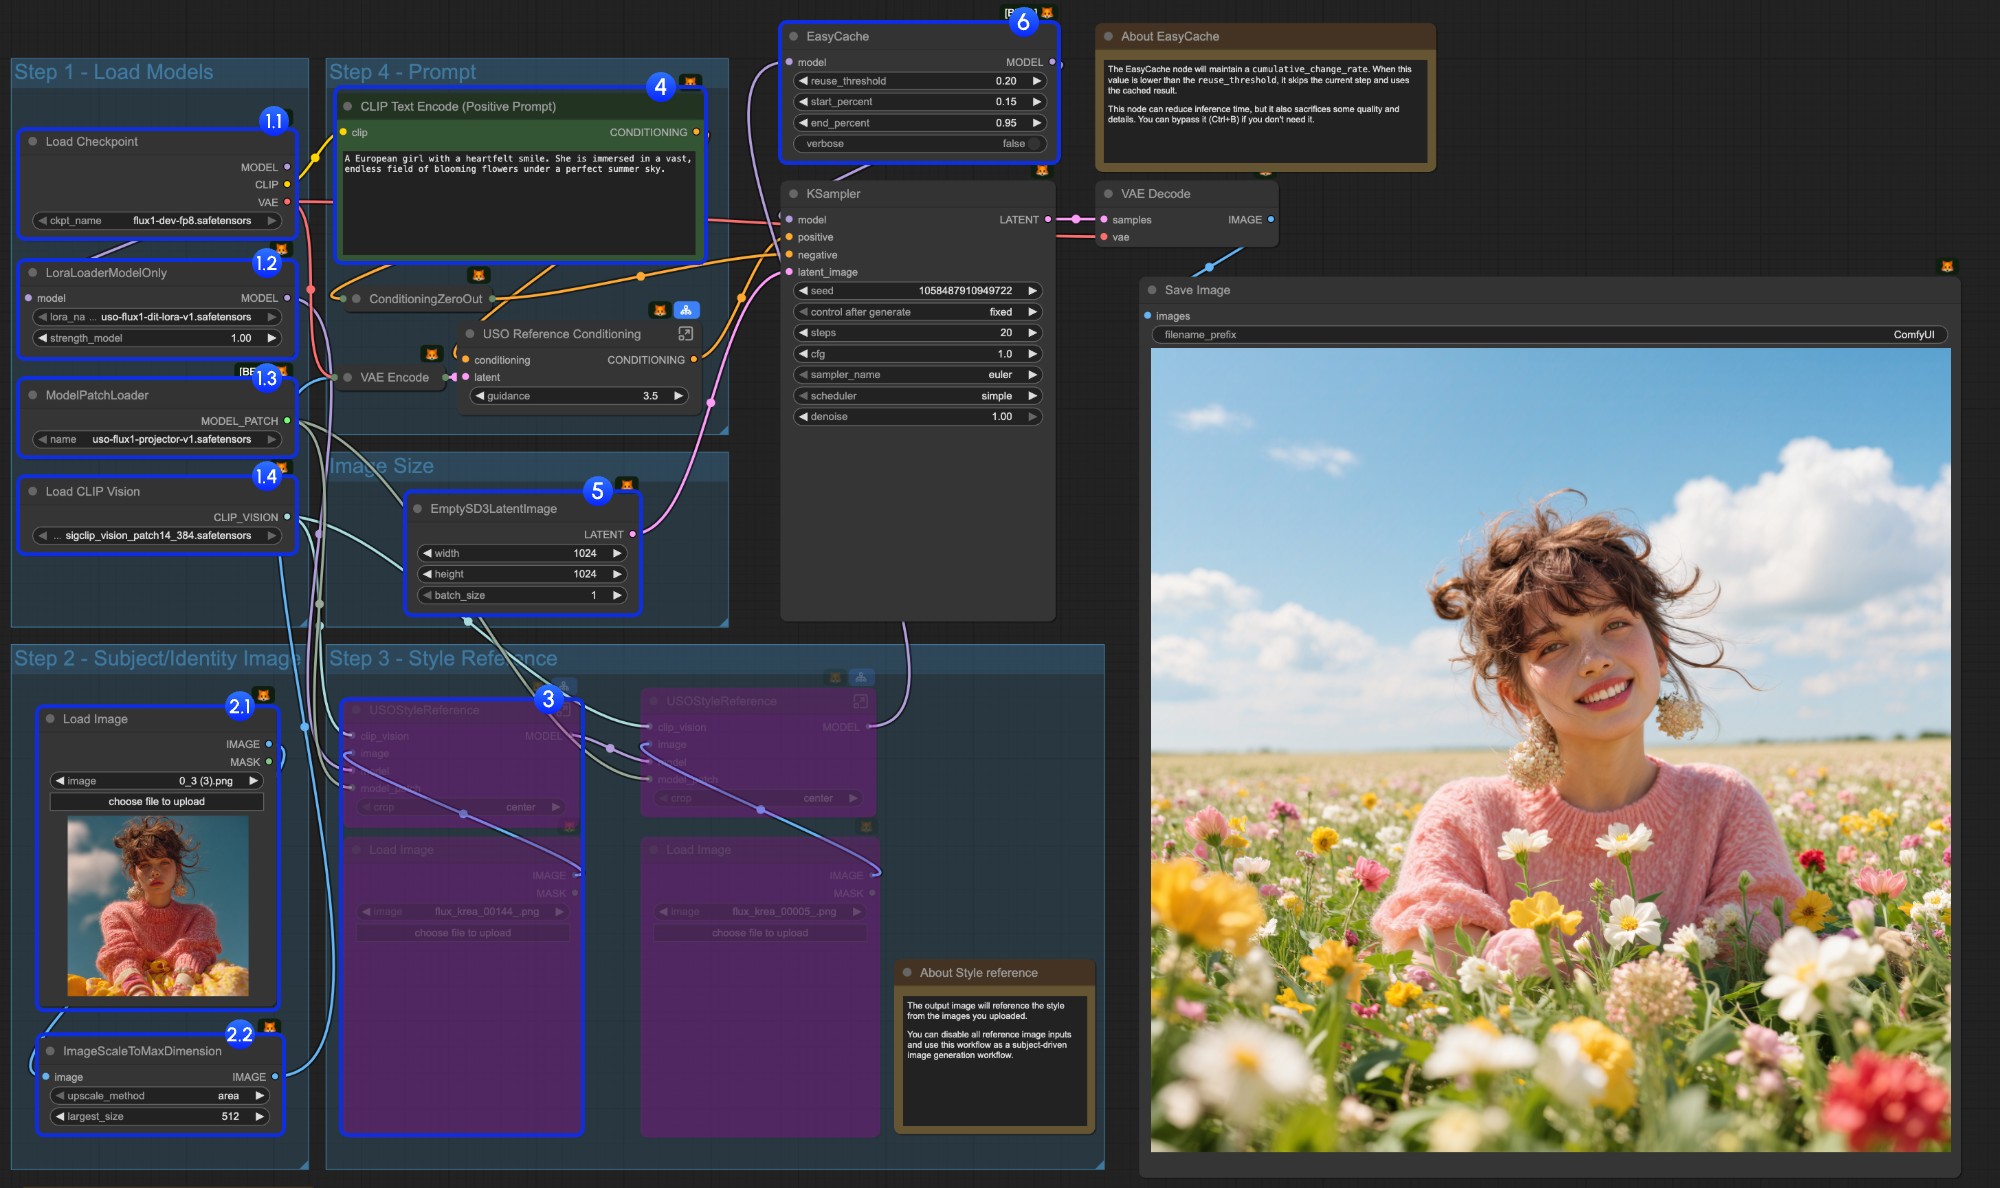 Step 1 - Load Models
1.1
Load Checkpoint
MODEL
CLIP
VAE
ckpt_name flux1-dev-fp8.safetensors
1.2
LoraLoaderModelOnly
model MODEL
lora_na ... uso-flux1-dit-lora-v1.safetensors
strength_model 1.00
1.3
ModelPatchLoader
MODEL_PATCH
name uso-flux1-projector-v1.safetensors
1.4
Load CLIP Vision
CLIP_VISION
... sigclip_vision_patch14_384.safetensors
Step 4 - Prompt
4
CLIP Text Encode (Positive Prompt)
clip CONDITIONING
A European girl with a heartfelt smile. She is immersed in a vast,
endless field of blooming flowers under a perfect summer sky.
ConditioningZeroOut
USO Reference Conditioning
conditioning CONDITIONING
latent
guidance 3.5
VAE Encode
Image Size
5
EmptySD3LatentImage
LATENT
width 1024
height 1024
batch_size 1
6
EasyCache
model MODEL
reuse_threshold 0.20
start_percent 0.15
end_percent 0.95
verbose false
KSampler
model LATENT
positive
negative
latent_image
seed 1058487910949722
control after generate fixed
steps 20
cfg 1.0
sampler_name euler
scheduler simple
denoise 1.00
About EasyCache
The EasyCache node will maintain a cumulative_change_rate. When this
value is lower than the reuse_threshold, it skips the current step and uses
the cached result.
This node can reduce inference time, but it also sacrifices some quality and
details. You can bypass it (Ctrl+B) if you don't need it.
VAE Decode
samples IMAGE
vae
Save Image
images
filename_prefix ComfyUI
Step 2 - Subject/Identity Image
2.1
Load Image
IMAGE
MASK
image 0_3 (3).png
choose file to upload
2.2
ImageScaleToMaxDimension
image IMAGE
upscale_method area
largest_size 512
Step 3 - Style Reference
3
USOStyleReference
clip_vision MODEL
image
model
model_patch
crop center
Load Image
IMAGE
MASK
image flux_krea_00144_.png
choose file to upload
USOStyleReference
clip_vision MODEL
image
model
model_patch
crop center
Load Image
IMAGE
MASK
image flux_krea_00005_.png
choose file to upload
About Style reference
The output image will reference the style
from the images you uploaded.
You can disable all reference image inputs
and use this workflow as a subject-driven
image generation workflow.